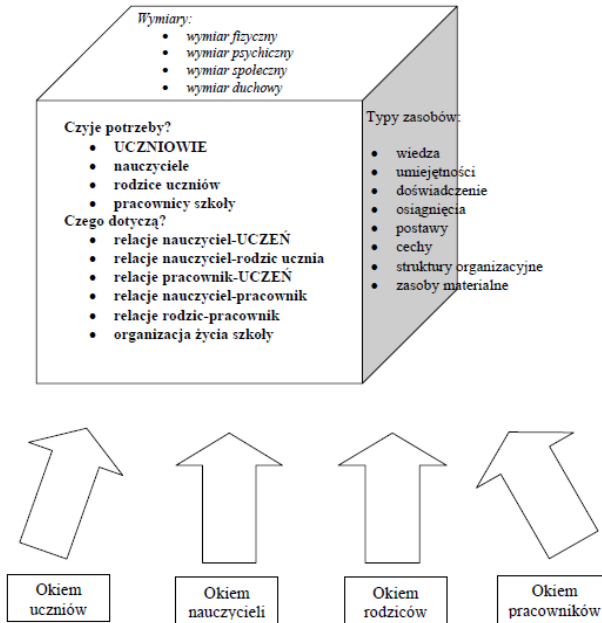 Wymiary:
• wymiar fizyczny
• wymiar psychiczny
• wymiar społeczny
• wymiar duchowy
Czyje potrzeby?
• UCZNIOWIE
• nauczyciele
• rodzice uczniów
• pracownicy szkoły
Czego dotyczą?
• relacje nauczyciel-UCZEŃ
• relacje nauczyciel-rodzic ucznia
• relacje pracownik-UCZEŃ
• relacje nauczyciel-pracownik
• relacje rodzic-pracownik
• organizacja życia szkoły
Typy zasobów:
• wiedza
• umiejętności
• doświadczenie
• osiągnięcia
• postawy
• cechy
• struktury organizacyjne
• zasoby materialne
Okiem
uczniów
Okiem
nauczycieli
Okiem
rodziców
Okiem
pracowników